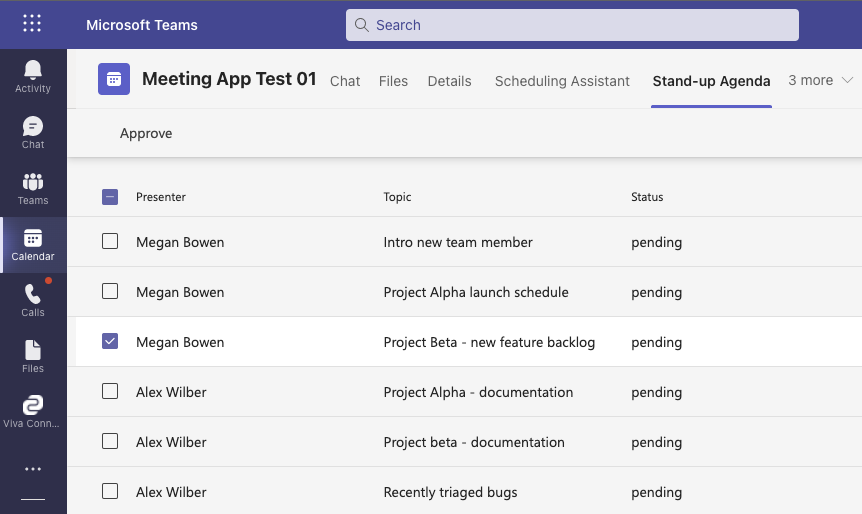 Microsoft Teams
Search
Activity
Chat
Teams
Calendar
Calls
Files
Viva Conn...
Meeting App Test 01
Chat
Files
Details
Scheduling Assistant
Stand-up Agenda
3 more
Approve
Presenter Topic Status
Megan Bowen Intro new team member pending
Megan Bowen Project Alpha launch schedule pending
Megan Bowen Project Beta - new feature backlog pending
Alex Wilber Project Alpha - documentation pending
Alex Wilber Project beta - documentation pending
Alex Wilber Recently triaged bugs pending